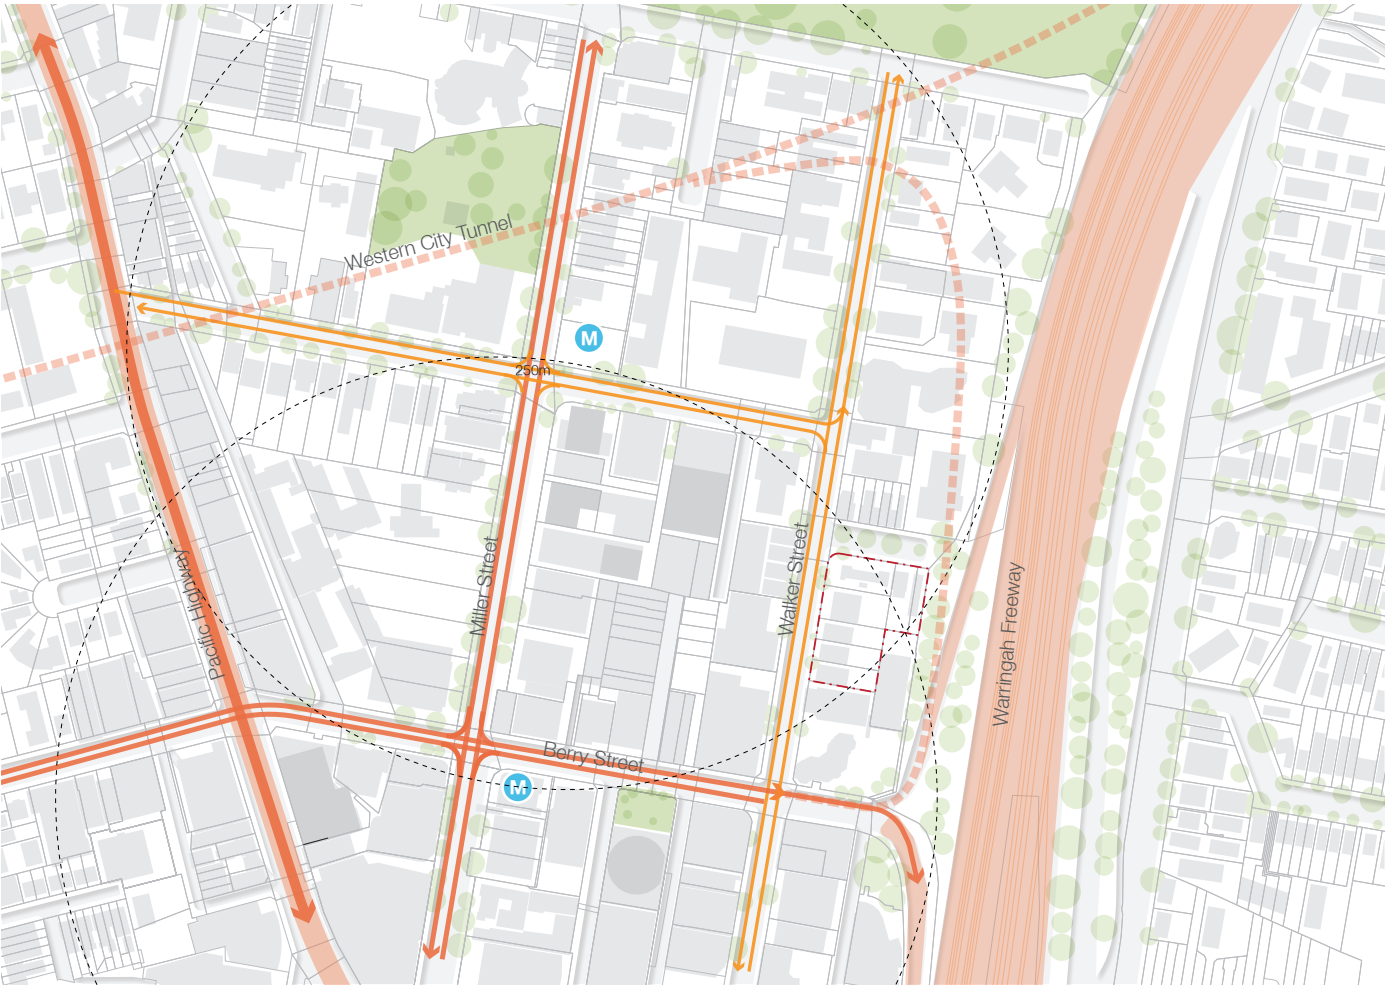 Western City Tunnel
M
250m
Miller Street
Walker Street
Pacific Highway
Warringah Freeway
Berry Street
M